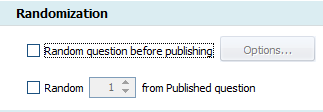 Randomization
Random question before publishing Options...
Random 1 from Published question